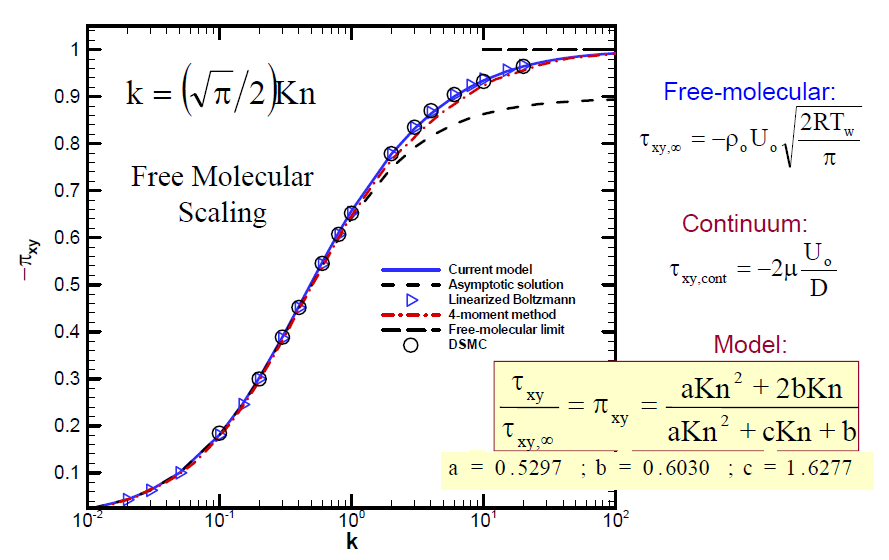 k = (√π/2)Kn
Free Molecular
Scaling
−π_xy
1
0.9
0.8
0.7
0.6
0.5
0.4
0.3
0.2
0.1
10^-2
10^-1
10^0
10^1
10^2
k
Current model
Asymptotic solution
Linearized Boltzmann
4-moment method
Free-molecular limit
DSMC
Free-molecular:
τ_xy,∞ = −ρ_o U_o √(2RT_w/π)
Continuum:
τ_xy,cont = −2μ U_o/D
Model:
τ_xy/τ_xy,∞ = π_xy = (aKn^2 + 2bKn)/(aKn^2 + cKn + b)
a = 0.5297 ; b = 0.6030 ; c = 1.6277